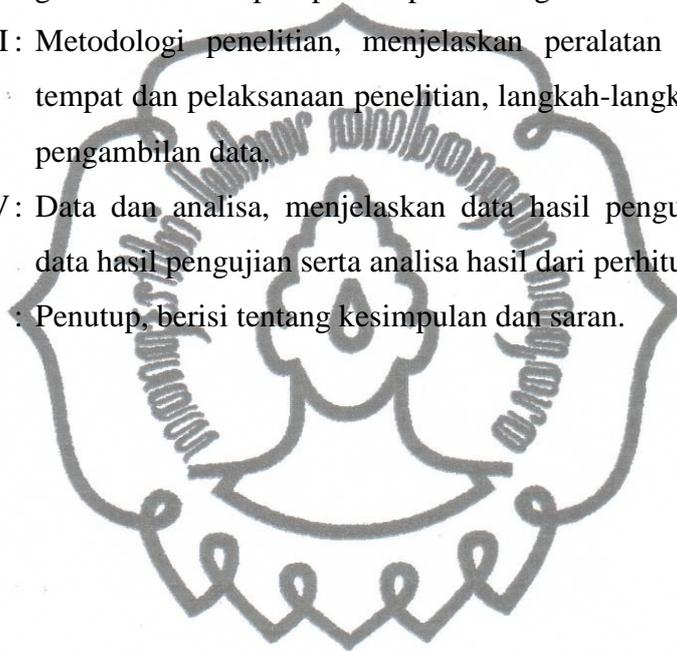 I : Metodologi penelitian, menjelaskan peralatan
tempat dan pelaksanaan penelitian, langkah-langk
pengambilan data.
V : Data dan analisa, menjelaskan data hasil pengu
data hasil pengujian serta analisa hasil dari perhitu
: Penutup, berisi tentang kesimpulan dan saran.